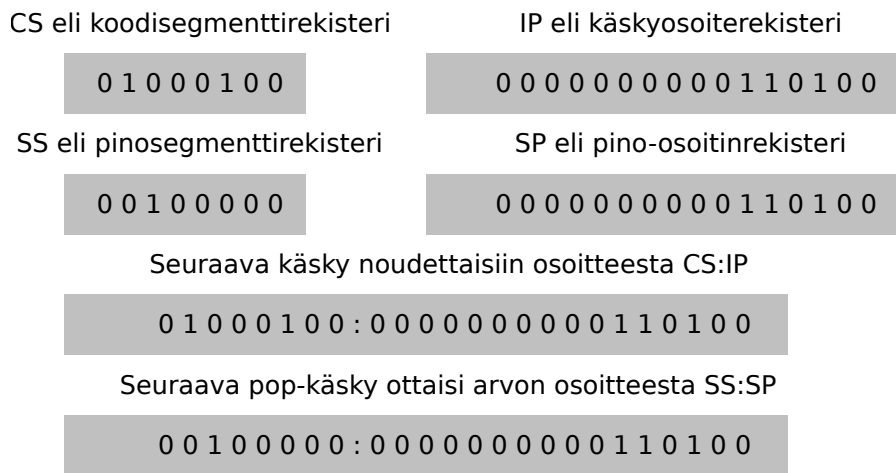 CS eli koodisegmenttirekisteri IP eli käskyosoiterekisteri
0 1 0 0 0 1 0 0 0 0 0 0 0 0 0 0 0 0 1 1 0 1 0 0
SS eli pinosegmenttirekisteri SP eli pino-osoitinrekisteri
0 0 1 0 0 0 0 0 0 0 0 0 0 0 0 0 0 0 1 1 0 1 0 0
Seuraava käsky noudettaisiin osoitteesta CS:IP
0 1 0 0 0 1 0 0 : 0 0 0 0 0 0 0 0 0 0 1 1 0 1 0 0
Seuraava pop-käsky ottaisi arvon osoitteesta SS:SP
0 0 1 0 0 0 0 0 : 0 0 0 0 0 0 0 0 0 0 1 1 0 1 0 0